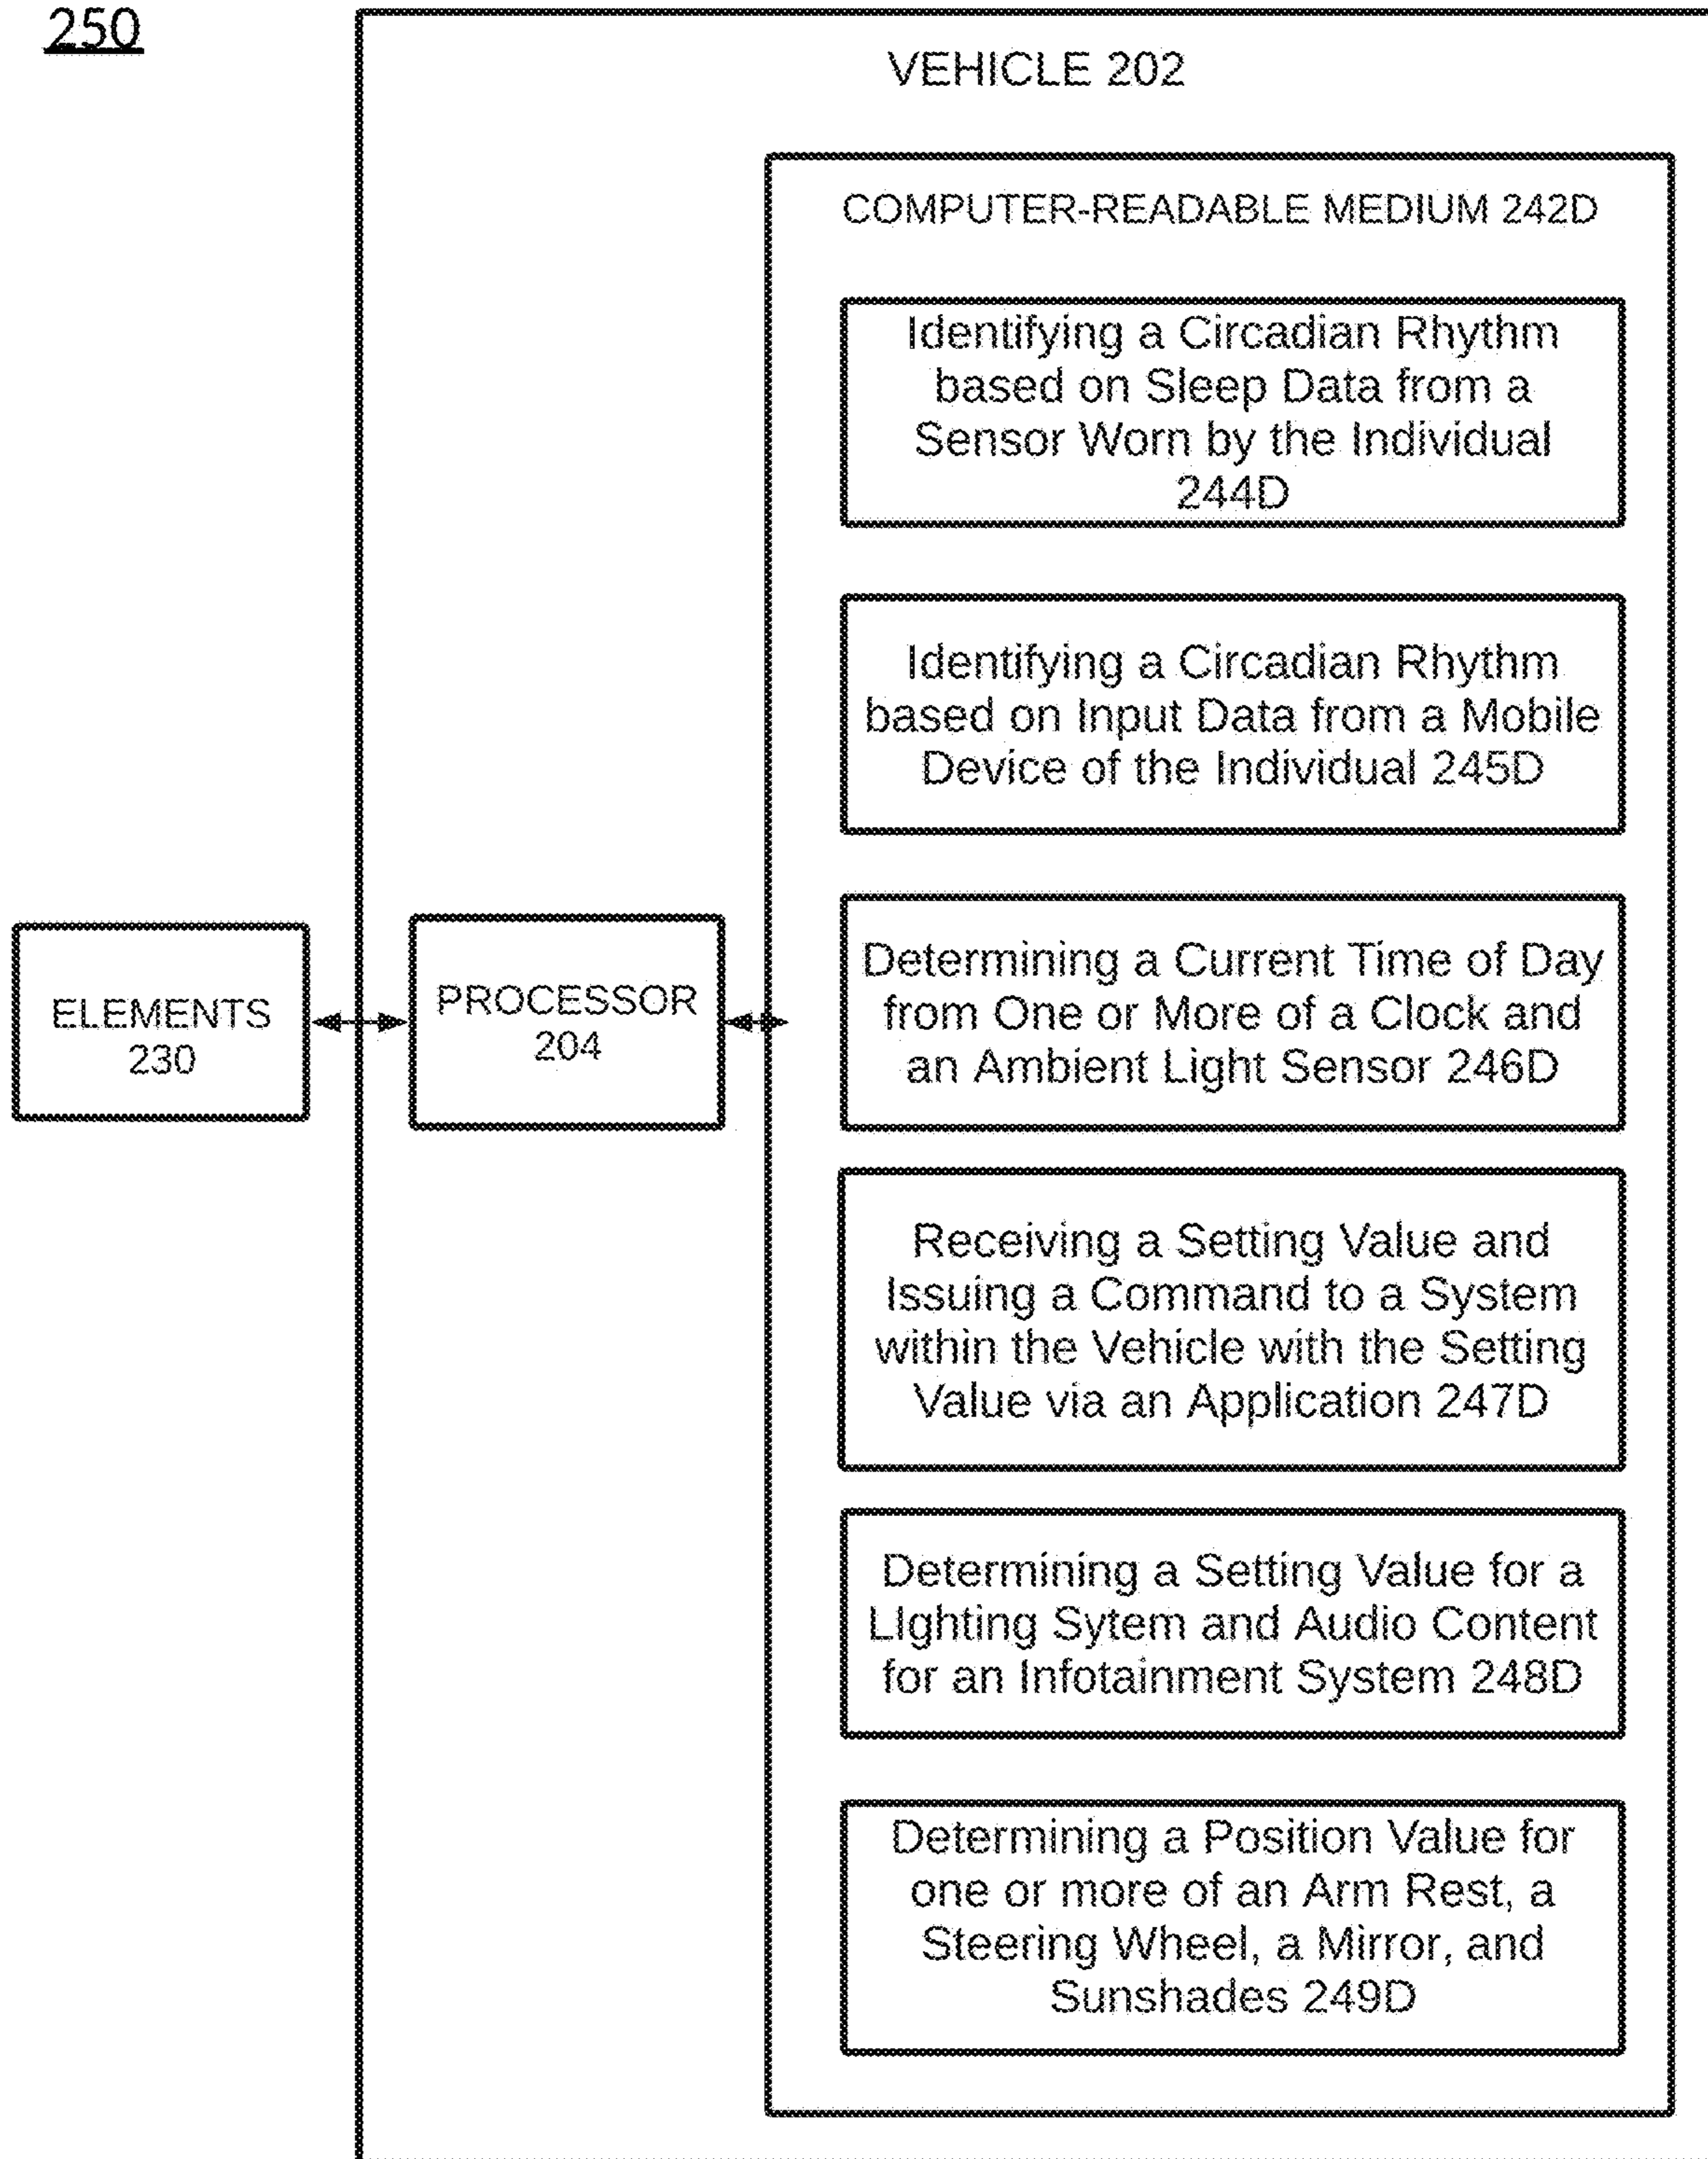 250
VEHICLE 202
COMPUTER-READABLE MEDIUM 242D
Identifying a Circadian Rhythm
based on Sleep Data from a
Sensor Worn by the Individual
244D
Identifying a Circadian Rhythm
based on Input Data from a Mobile
Device of the Individual 245D
ELEMENTS
230
PROCESSOR
204
Determining a Current Time of Day
from One or More of a Clock and
an Ambient Light Sensor 246D
Receiving a Setting Value and
Issuing a Command to a System
within the Vehicle with the Setting
Value via an Application 247D
Determining a Setting Value for a
LIghting Sytem and Audio Content
for an Infotainment System 248D
Determining a Position Value for
one or more of an Arm Rest, a
Steering Wheel, a Mirror, and
Sunshades 249D